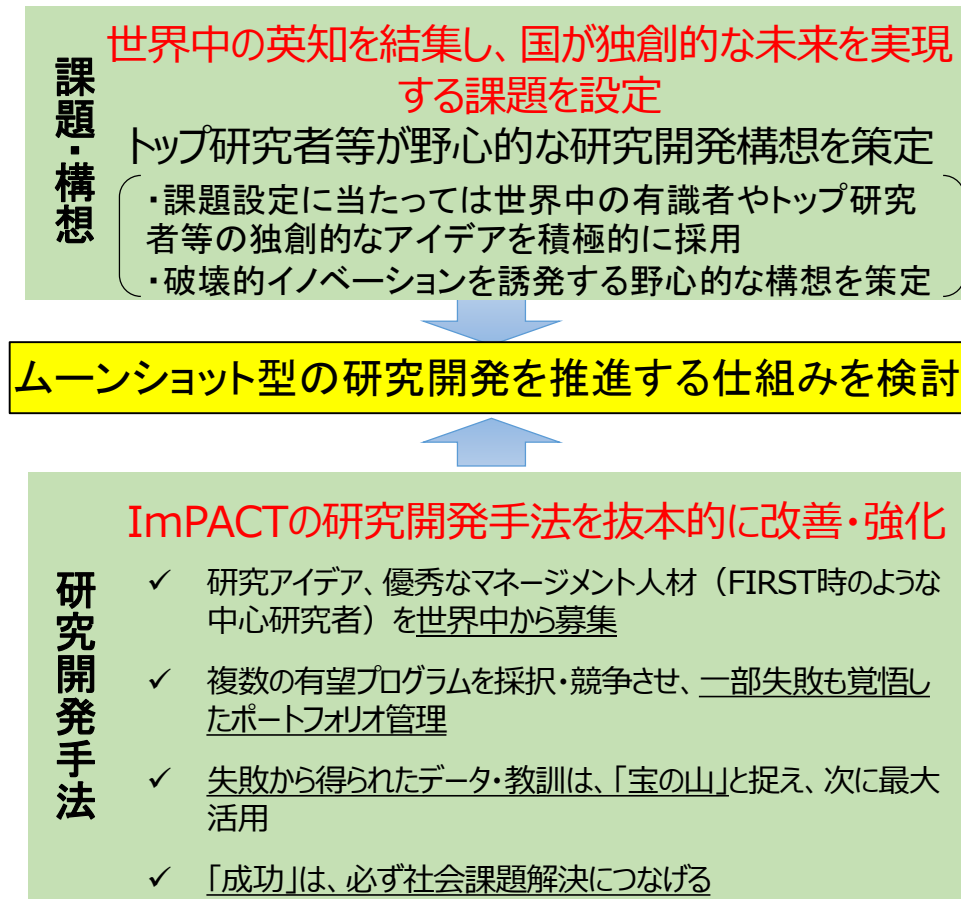 課題・構想
世界中の英知を結集し、国が独創的な未来を実現
する課題を設定
トップ研究者等が野心的な研究開発構想を策定
・課題設定に当たっては世界中の有識者やトップ研究
者等の独創的なアイデアを積極的に採用
・破壊的イノベーションを誘発する野心的な構想を策定
ムーンショット型の研究開発を推進する仕組みを検討
研究開発手法
ImPACTの研究開発手法を抜本的に改善・強化
✓ 研究アイデア、優秀なマネージメント人材（FIRST時のような
中心研究者）を世界中から募集
✓ 複数の有望プログラムを採択・競争させ、一部失敗も覚悟し
たポートフォリオ管理
✓ 失敗から得られたデータ・教訓は、「宝の山」と捉え、次に最大
活用
✓ 「成功」は、必ず社会課題解決につなげる